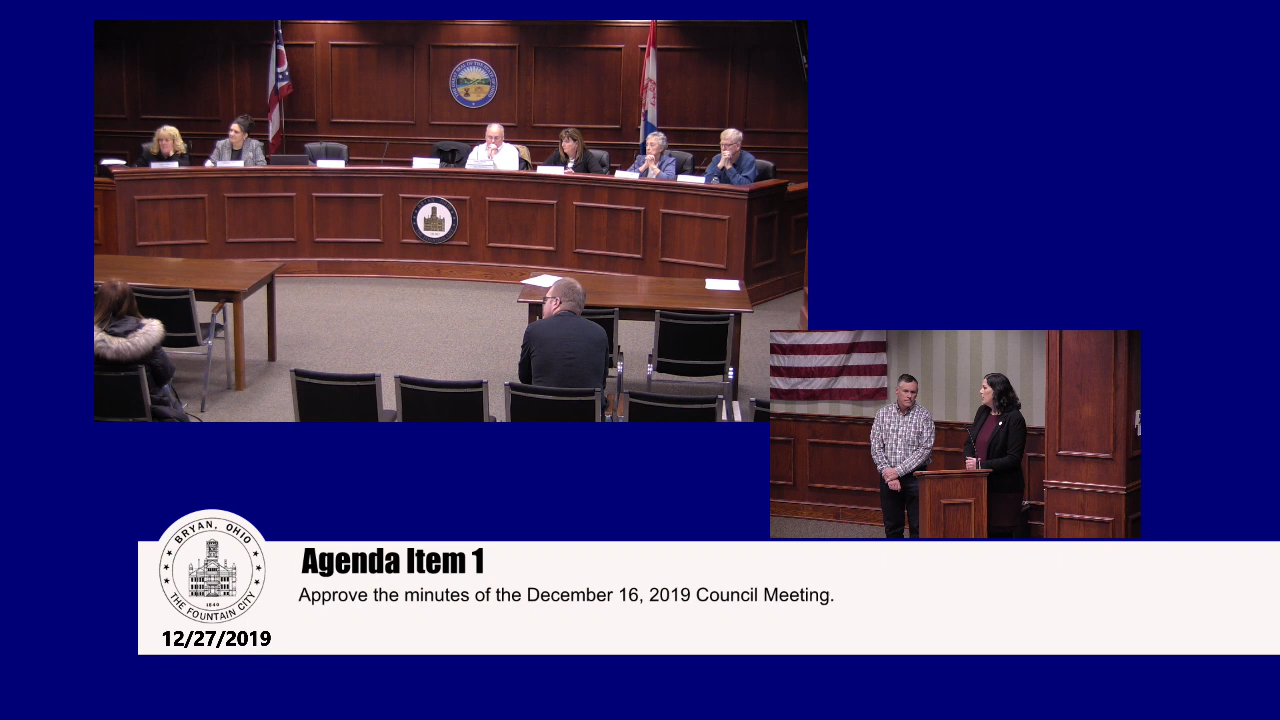 Agenda Item 1
Approve the minutes of the December 16, 2019 Council Meeting.
BRYAN, OHIO
1840
THE FOUNTAIN CITY
12/27/2019